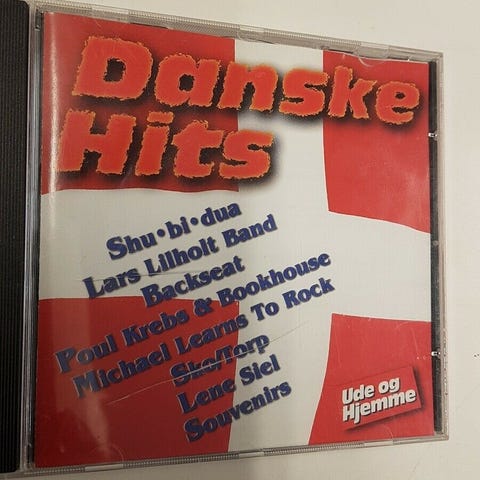 Danske
Hits
Shu•bi•dua
Lars Lilholt Band
Backseat
Poul Krebs & Bookhouse
Michael Learns To Rock
Sko/Torp
Lene Siel
Souvenirs
Ude og
Hjemme